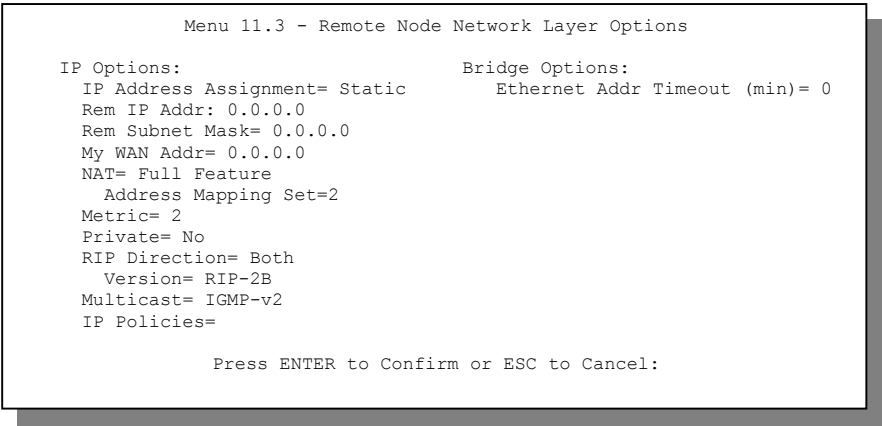 Menu 11.3 - Remote Node Network Layer Options
IP Options: Bridge Options:
IP Address Assignment= Static Ethernet Addr Timeout (min)= 0
Rem IP Addr: 0.0.0.0
Rem Subnet Mask= 0.0.0.0
My WAN Addr= 0.0.0.0
NAT= Full Feature
Address Mapping Set=2
Metric= 2
Private= No
RIP Direction= Both
Version= RIP-2B
Multicast= IGMP-v2
IP Policies=
Press ENTER to Confirm or ESC to Cancel: